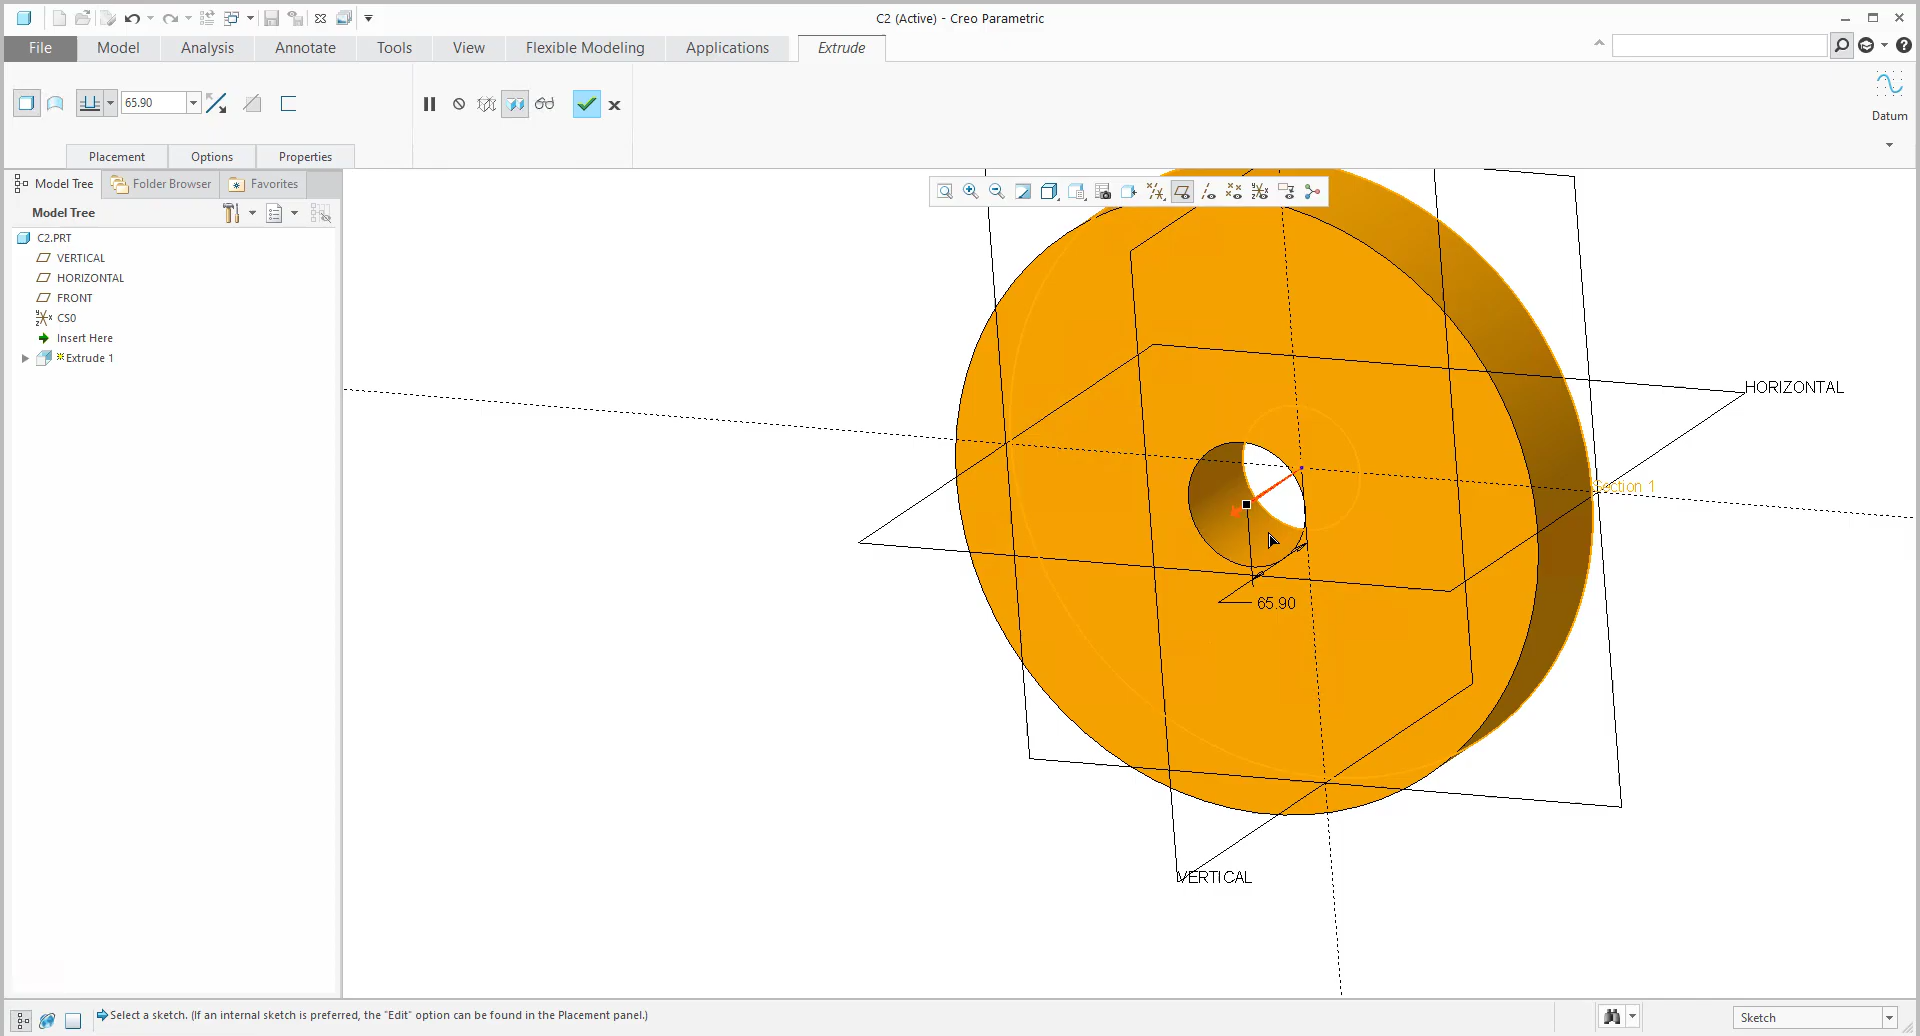 C2 (Active) - Creo Parametric
File Model Analysis Annotate Tools View Flexible Modeling Applications Extrude
65.90
Datum
Placement Options Properties
Model Tree Folder Browser Favorites
Model Tree
C2.PRT
VERTICAL
HORIZONTAL
FRONT
CS0
Insert Here
Extrude 1
HORIZONTAL
Section 1
65.90
VERTICAL
Select a sketch. (If an internal sketch is preferred, the "Edit" option can be found in the Placement panel.)
Sketch